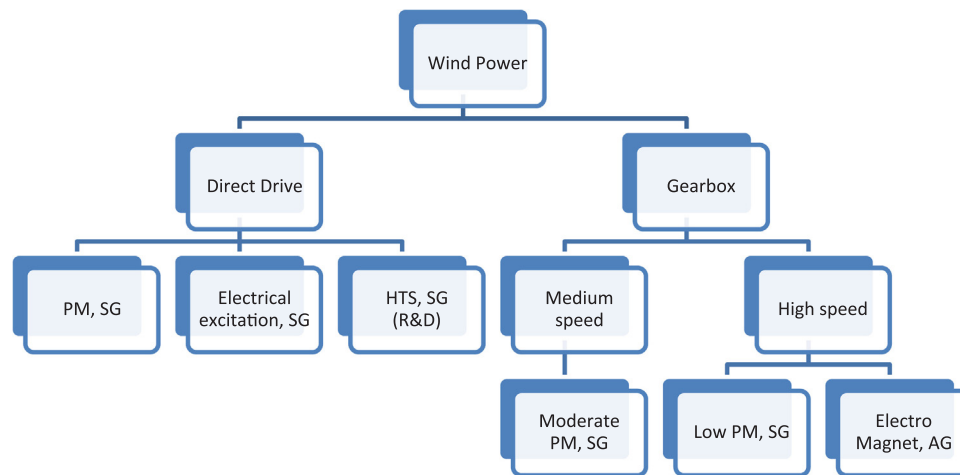 Wind Power
Direct Drive
Gearbox
PM, SG
Electrical
excitation, SG
HTS, SG
(R&D)
Medium
speed
High speed
Moderate
PM, SG
Low PM, SG
Electro
Magnet, AG